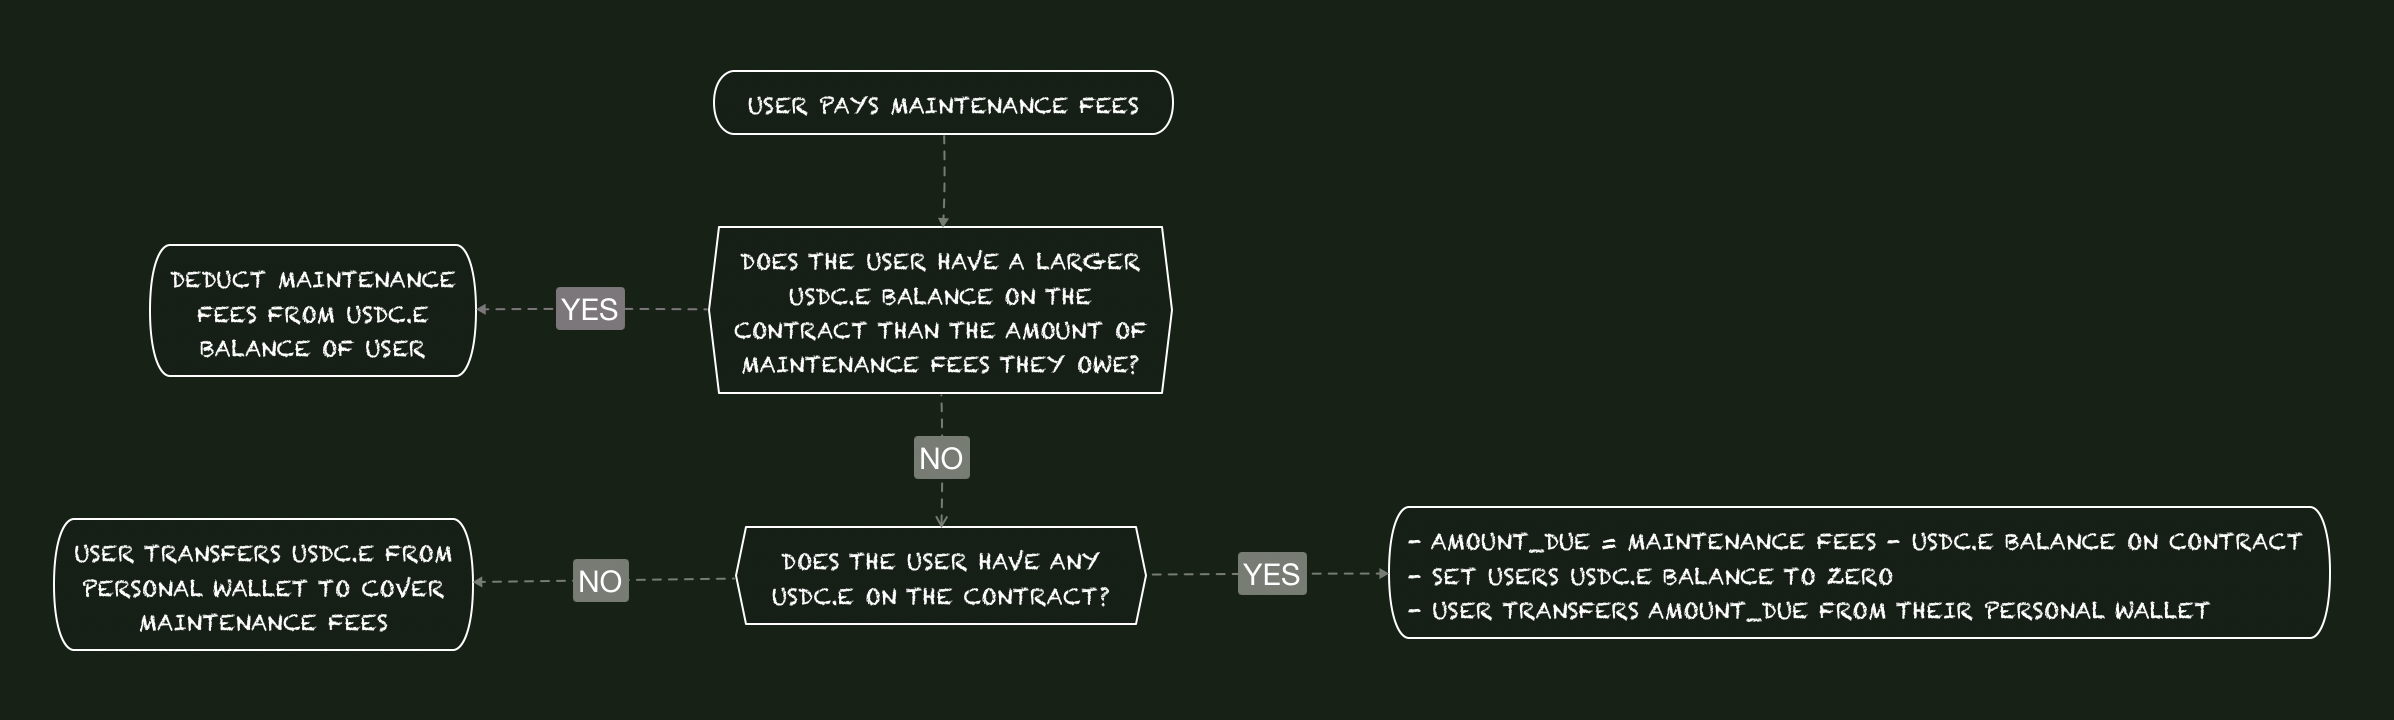 USER PAYS MAINTENANCE FEES
DOES THE USER HAVE A LARGER
USDC.E BALANCE ON THE
CONTRACT THAN THE AMOUNT OF
MAINTENANCE FEES THEY OWE?
YES
DEDUCT MAINTENANCE
FEES FROM USDC.E
BALANCE OF USER
NO
DOES THE USER HAVE ANY
USDC.E ON THE CONTRACT?
NO
USER TRANSFERS USDC.E FROM
PERSONAL WALLET TO COVER
MAINTENANCE FEES
YES
- AMOUNT_DUE = MAINTENANCE FEES - USDC.E BALANCE ON CONTRACT
- SET USERS USDC.E BALANCE TO ZERO
- USER TRANSFERS AMOUNT_DUE FROM THEIR PERSONAL WALLET